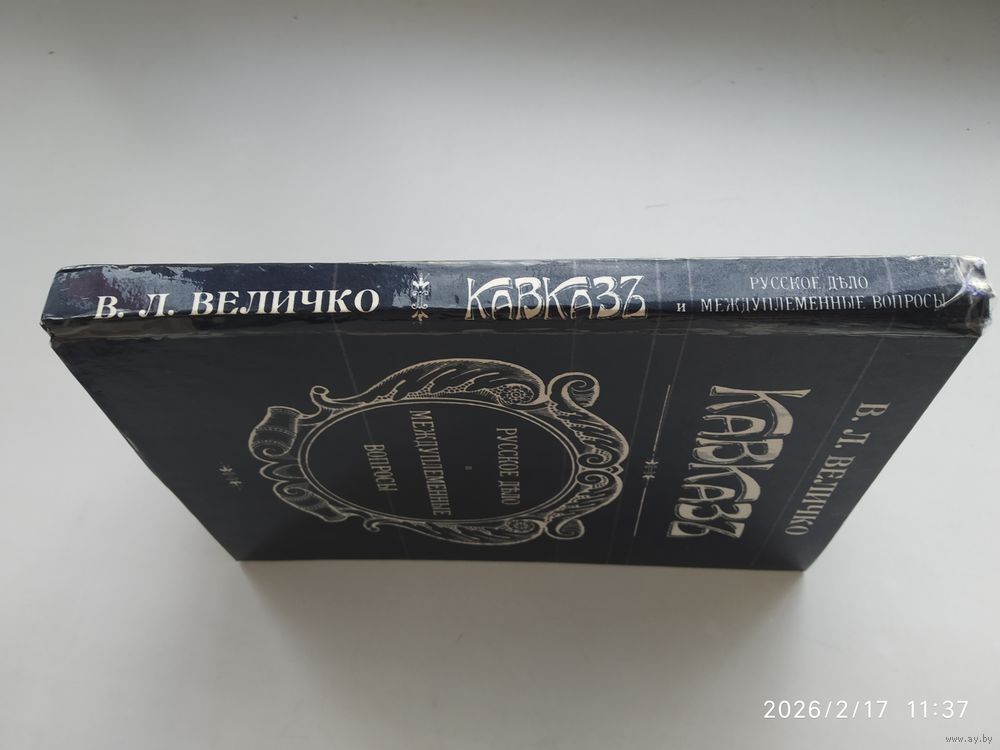 В. Л. ВЕЛИЧКО
КАВКАЗЪ
РУССКОЕ ДѢЛО
и МЕЖДУПЛЕМЕННЫЕ ВОПРОСЫ
В. Л. ВЕЛИЧКО
КАВКАЗЪ
РУССКОЕ ДѢЛО
и
МЕЖДУПЛЕМЕННЫЕ
ВОПРОСЫ
2026/2/17 11:37
www.ay.by